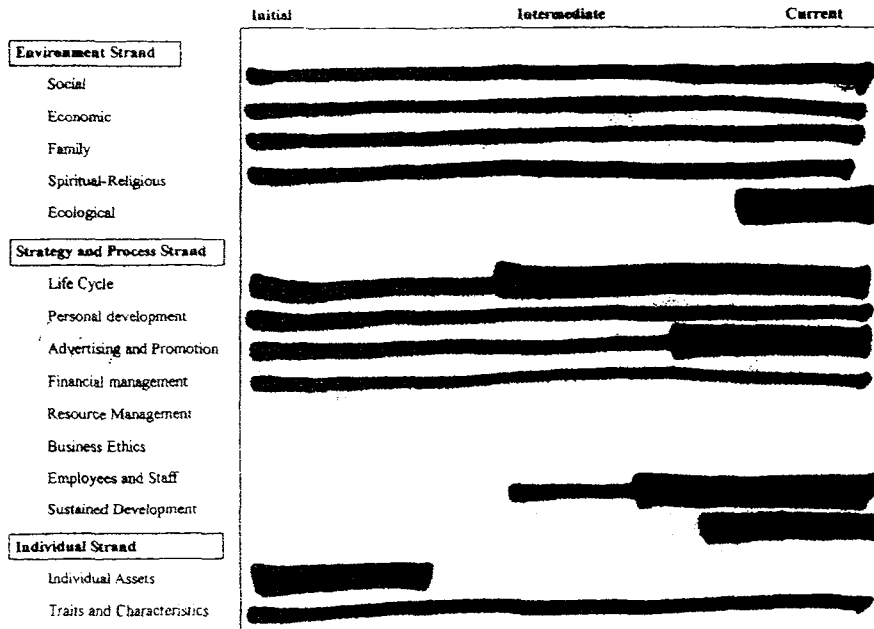 Initial Intermediate Current
Environment Strand
Social
Economic
Family
Spiritual-Religious
Ecological
Strategy and Process Strand
Life Cycle
Personal development
Advertising and Promotion
Financial management
Resource Management
Business Ethics
Employees and Staff
Sustained Development
Individual Strand
Individual Assets
Traits and Characteristics